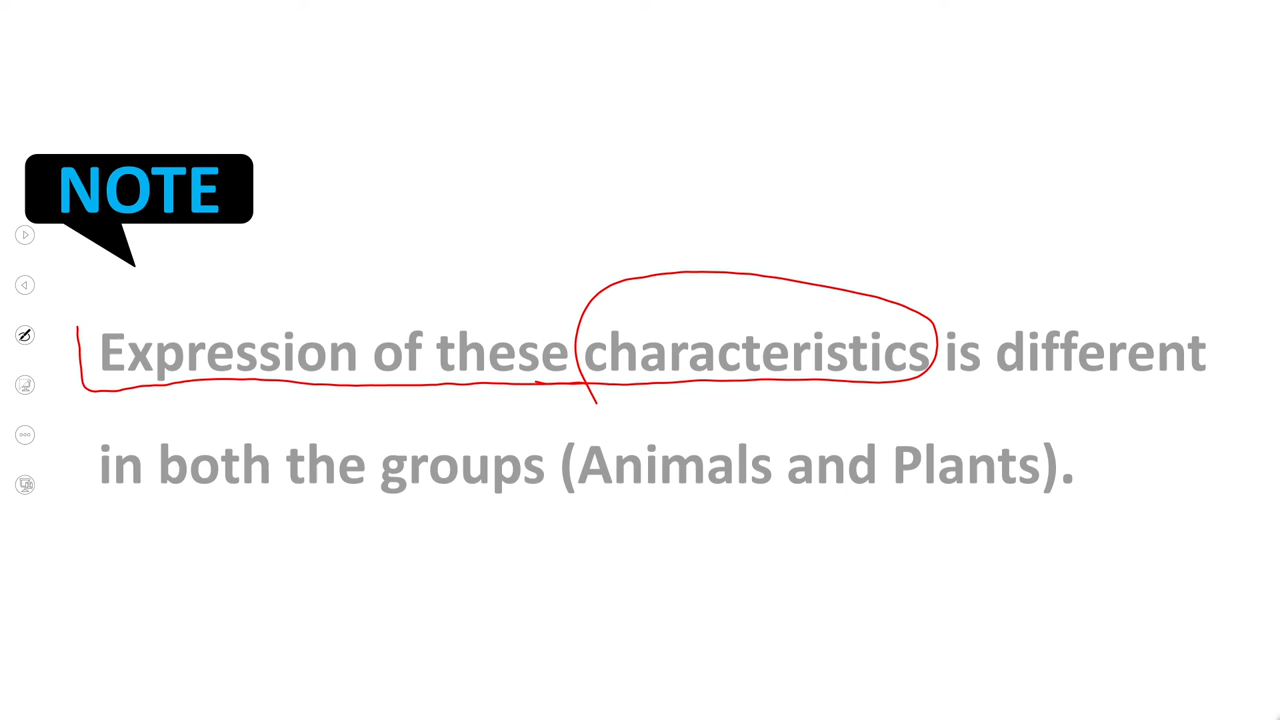 NOTE
Expression of these characteristics is different
in both the groups (Animals and Plants).